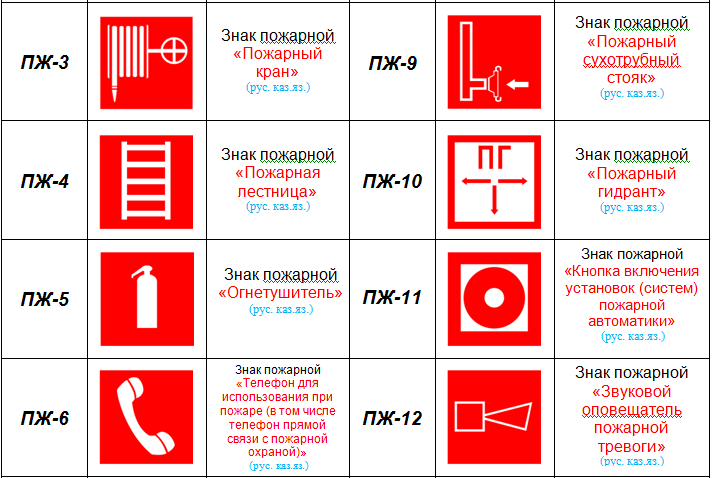 ПЖ-3
Знак пожарной
«Пожарный
кран»
(рус. каз.яз.)
ПЖ-9
Знак пожарной
«Пожарный
сухотрубный
стояк»
(рус. каз.яз.)
ПЖ-4
Знак пожарной
«Пожарная
лестница»
(рус. каз.яз.)
ПЖ-10
ПГ
Знак пожарной
«Пожарный
гидрант»
(рус. каз.яз.)
ПЖ-5
Знак пожарной
«Огнетушитель»
(рус. каз.яз.)
ПЖ-11
Знак пожарной
«Кнопка включения
установок (систем)
пожарной
автоматики»
(рус. каз.яз.)
ПЖ-6
Знак пожарной
«Телефон для
использования при
пожаре (в том числе
телефон прямой
связи с пожарной
охраной)»
(рус. каз.яз.)
ПЖ-12
Знак пожарной
«Звуковой
оповещатель
пожарной
тревоги»
(рус. каз.яз.)